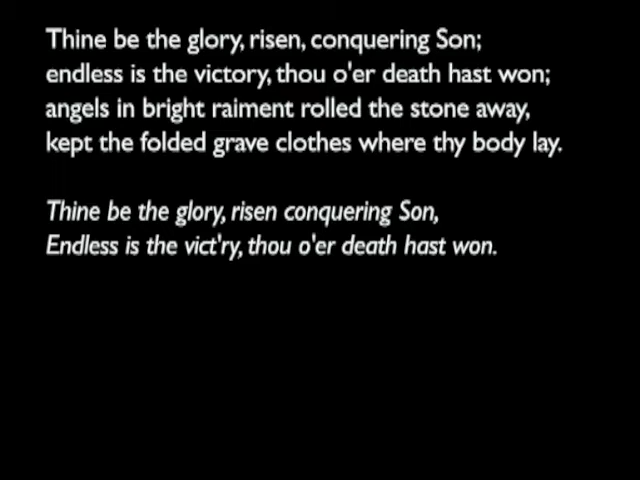 Thine be the glory, risen, conquering Son;
endless is the victory, thou o'er death hast won;
angels in bright raiment rolled the stone away,
kept the folded grave clothes where thy body lay.
Thine be the glory, risen conquering Son,
Endless is the vict'ry, thou o'er death hast won.